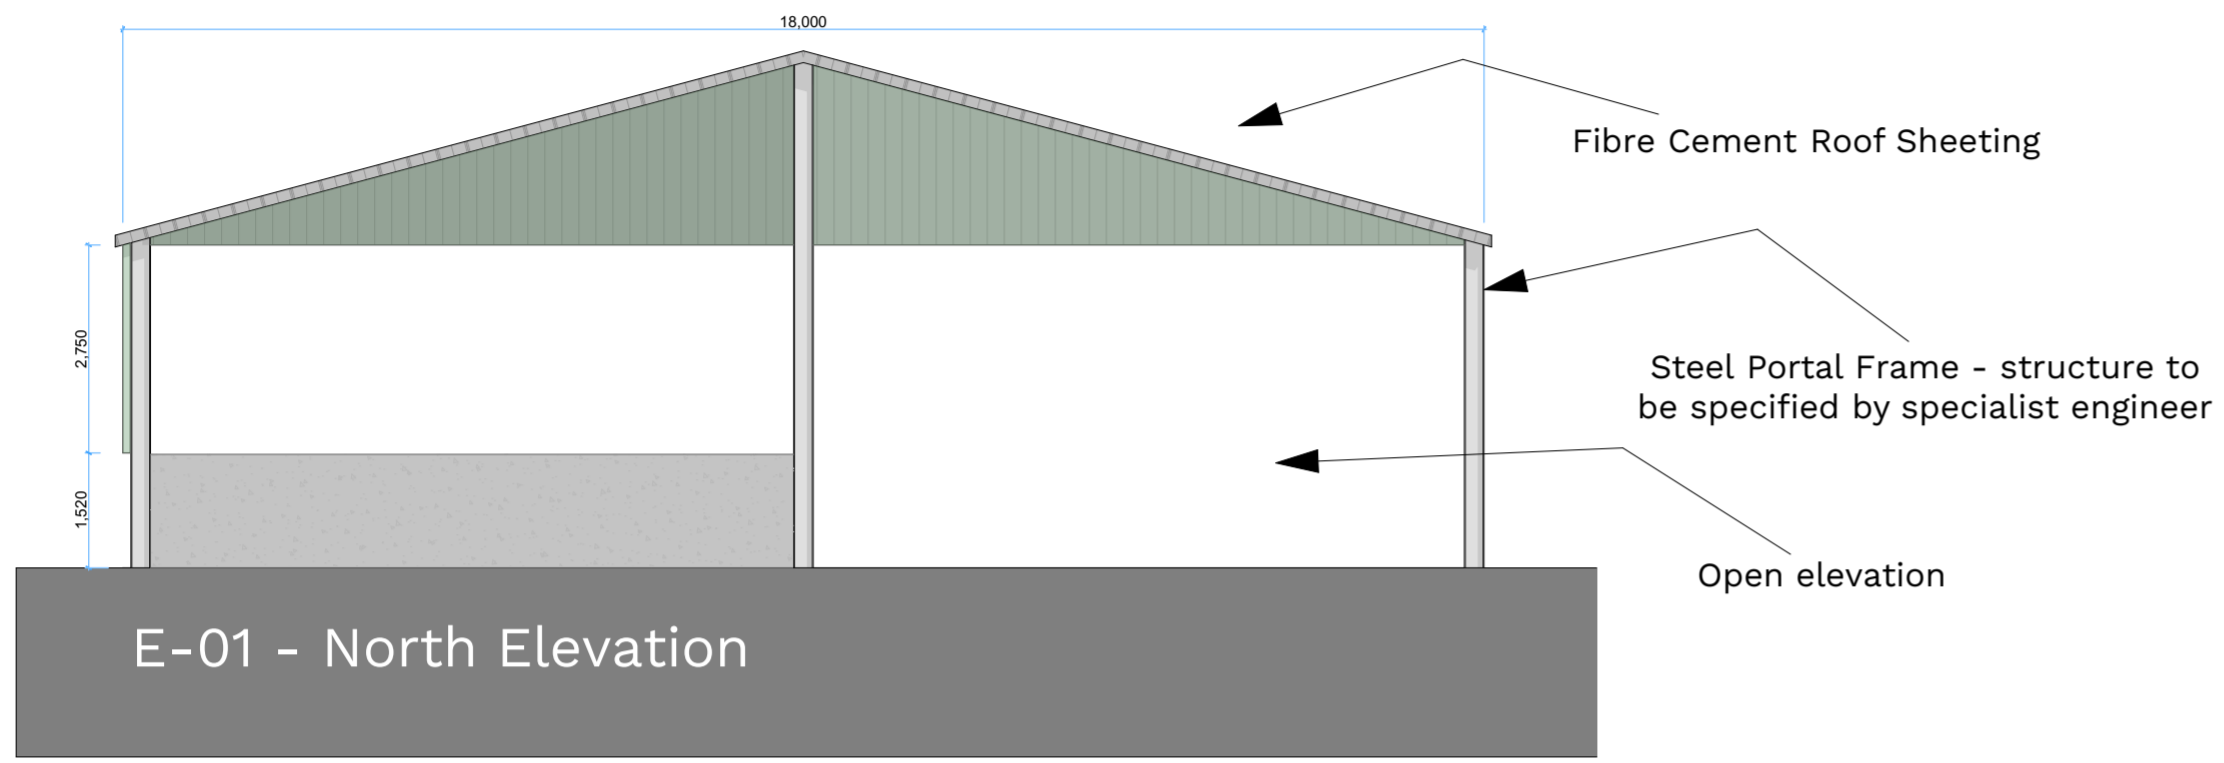 18,000
Fibre Cement Roof Sheeting
2,750
Steel Portal Frame - structure to
be specified by specialist engineer
1,520
Open elevation
E-01 - North Elevation